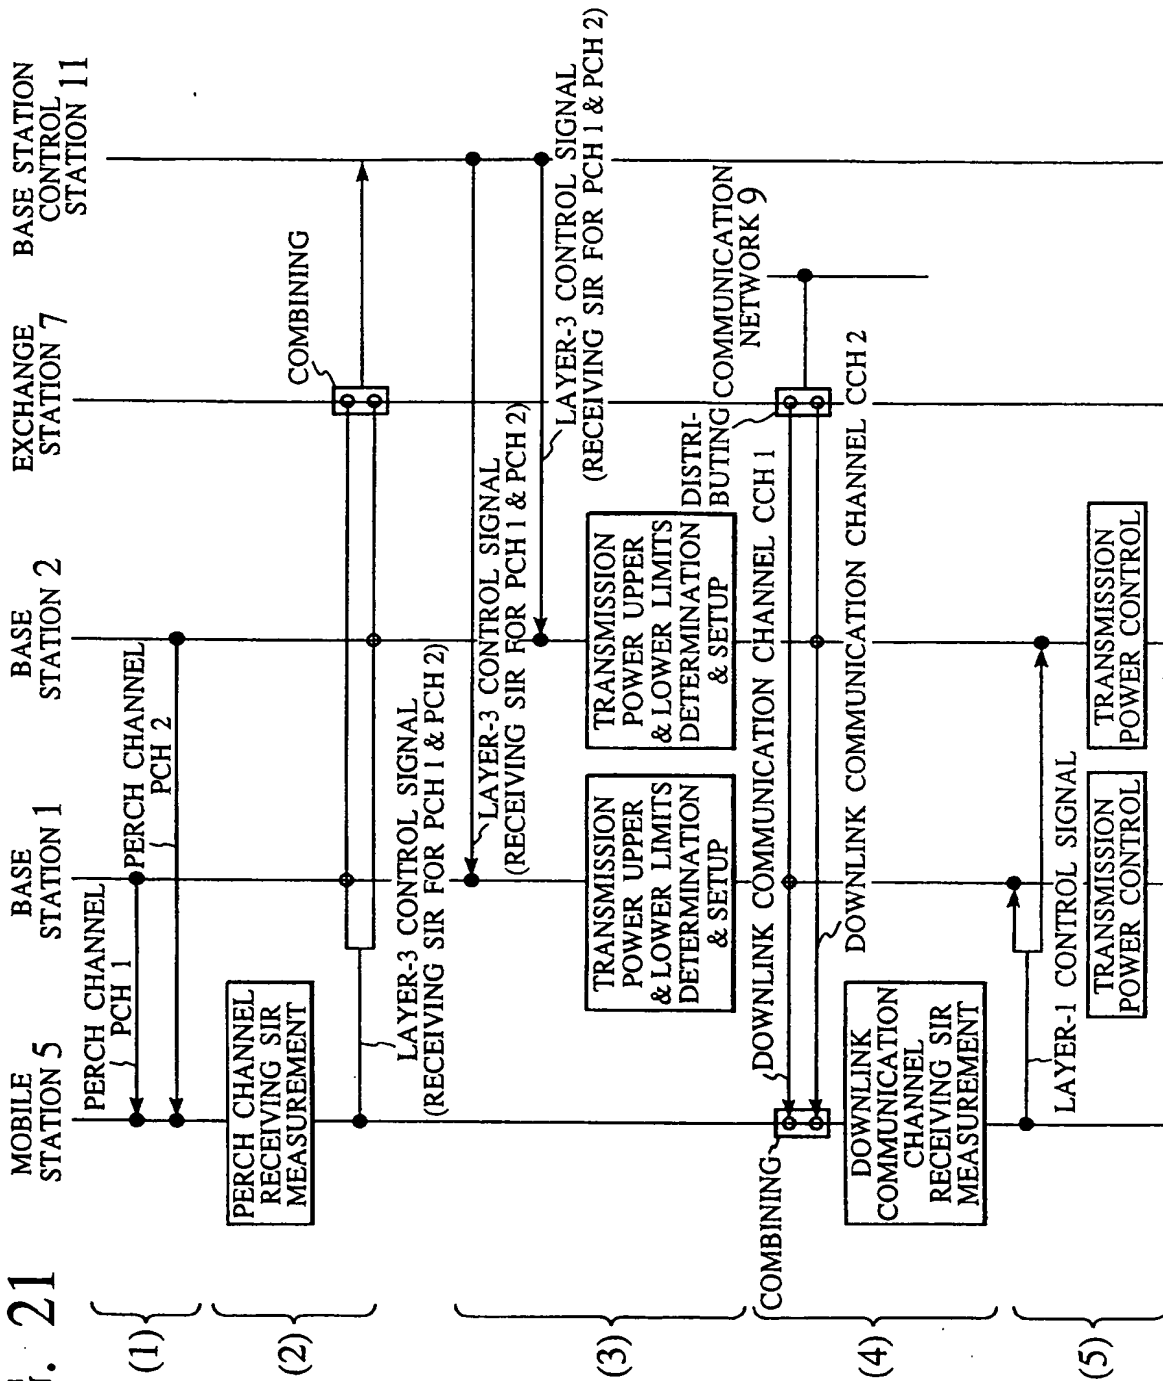 G. 21
MOBILE
STATION 5
BASE
STATION 1
BASE
STATION 2
EXCHANGE
STATION 7
BASE STATION
CONTROL
STATION 11
(1)
PERCH CHANNEL
PCH 1
PERCH CHANNEL
PCH 2
(2)
PERCH CHANNEL
RECEIVING SIR
MEASUREMENT
LAYER-3 CONTROL SIGNAL
(RECEIVING SIR FOR PCH 1 & PCH 2)
COMBINING
(3)
LAYER-3 CONTROL SIGNAL
(RECEIVING SIR FOR PCH 1 & PCH 2)
LAYER-3 CONTROL SIGNAL
(RECEIVING SIR FOR PCH 1 & PCH 2)
TRANSMISSION
POWER UPPER
& LOWER LIMITS
DETERMINATION
& SETUP
TRANSMISSION
POWER UPPER
& LOWER LIMITS
DETERMINATION
& SETUP
(4)
COMBINING
DISTRI-
BUTING
COMMUNICATION
NETWORK 9
DOWNLINK COMMUNICATION CHANNEL CCH 1
DOWNLINK COMMUNICATION CHANNEL CCH 2
DOWNLINK
COMMUNICATION
CHANNEL
RECEIVING SIR
MEASUREMENT
(5)
LAYER-1 CONTROL SIGNAL
TRANSMISSION
POWER CONTROL
TRANSMISSION
POWER CONTROL